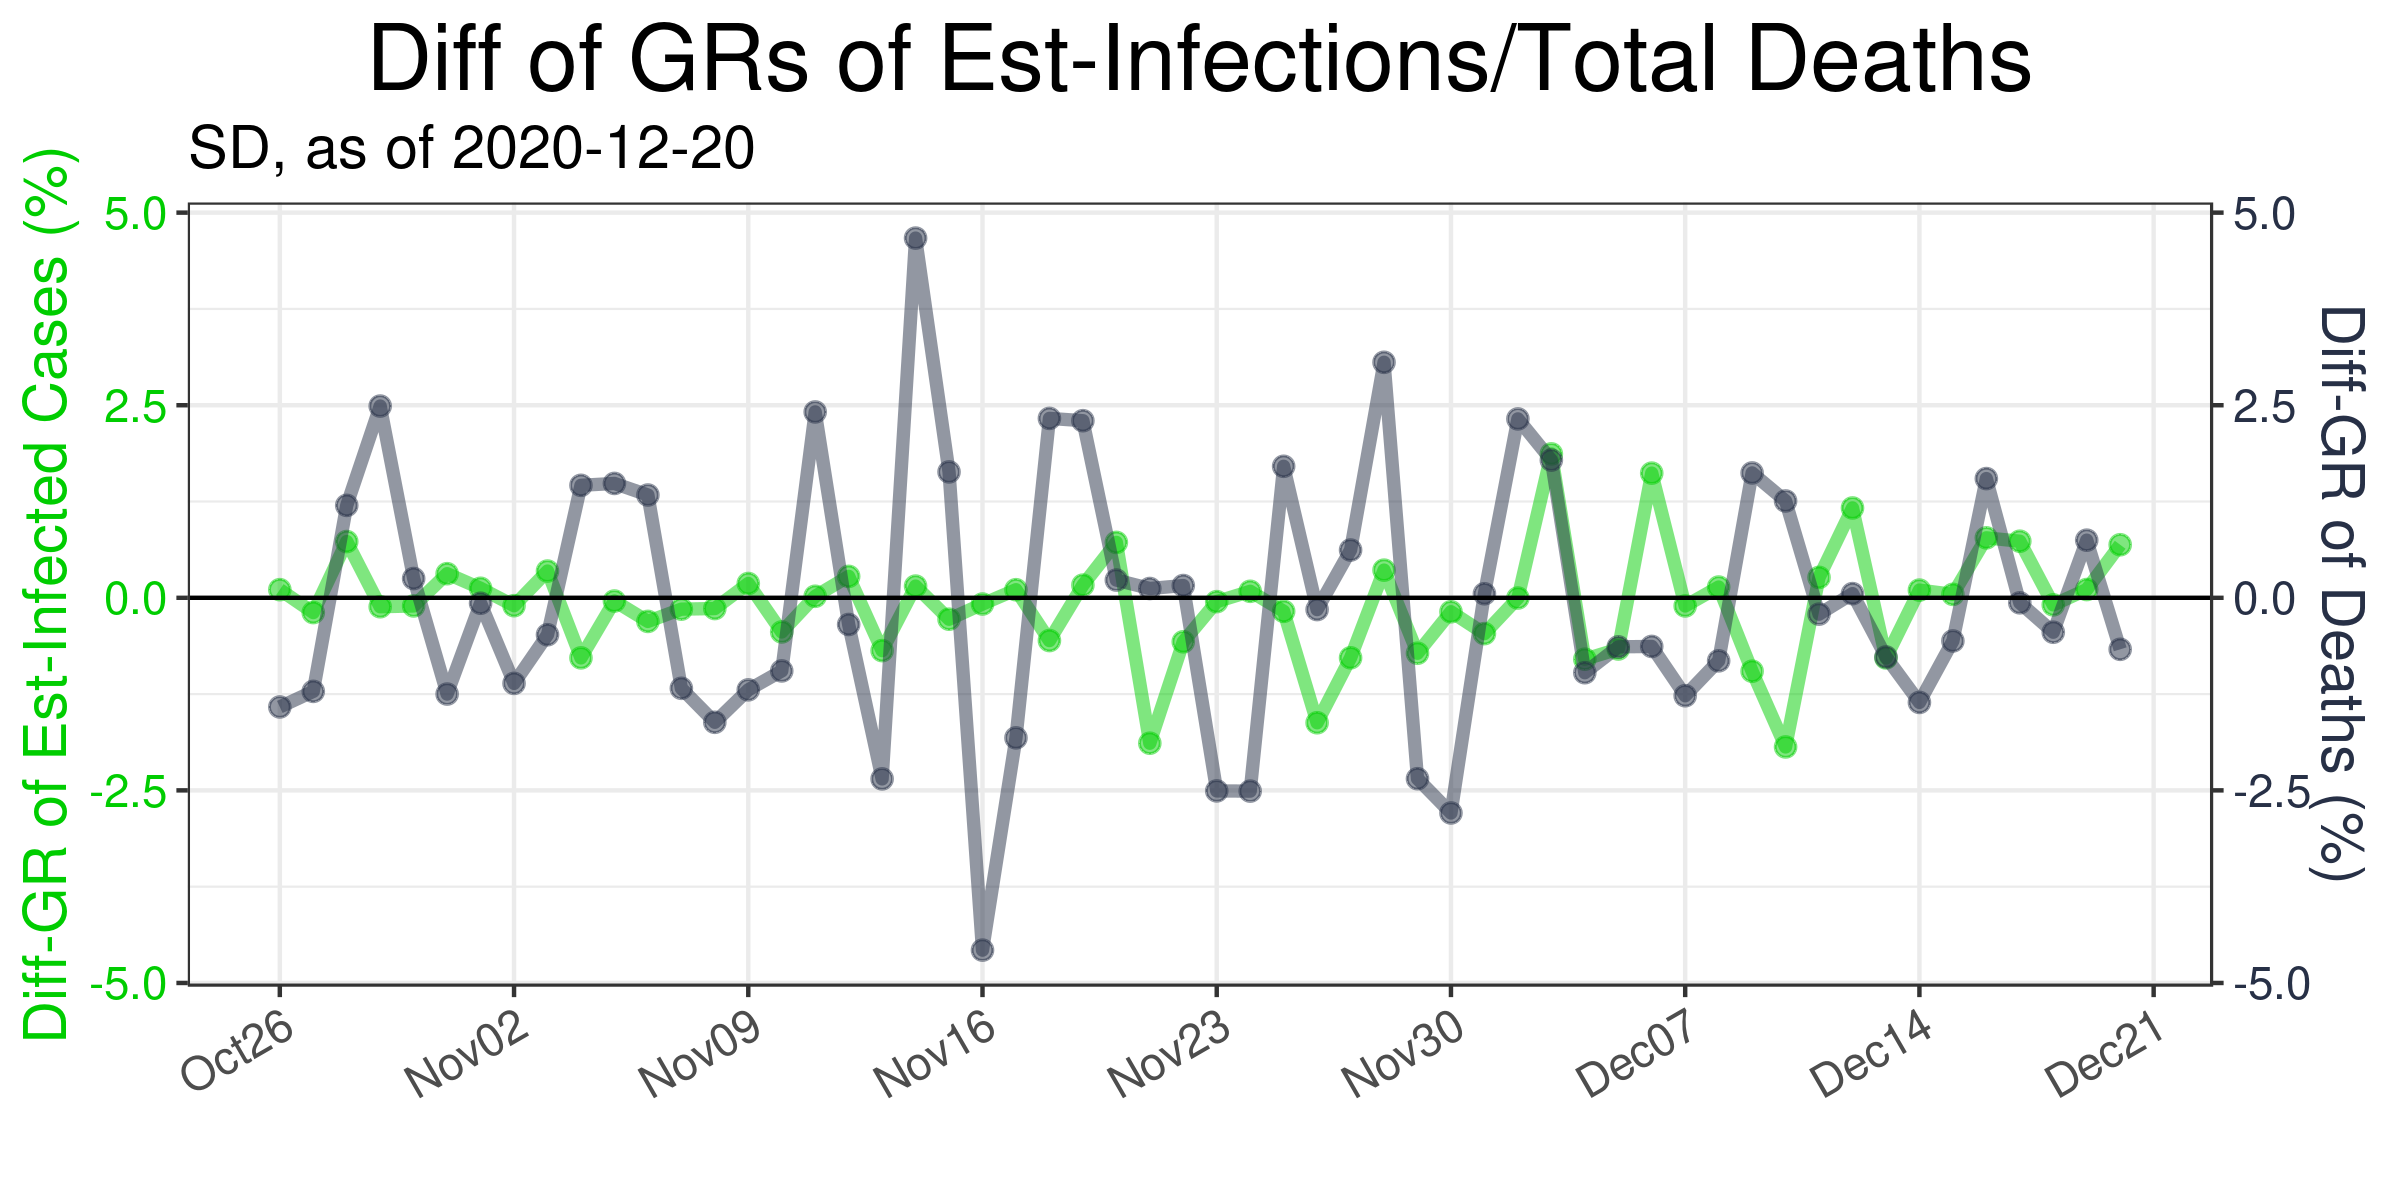 Diff of GRs of Est-Infections/Total Deaths
SD, as of 2020-12-20
Diff-GR of Est-Infected Cases (%)
5.0
2.5
0.0
-2.5
-5.0
5.0
2.5
0.0
-2.5
-5.0
Diff-GR of Deaths (%)
Oct26
Nov02
Nov09
Nov16
Nov23
Nov30
Dec07
Dec14
Dec21